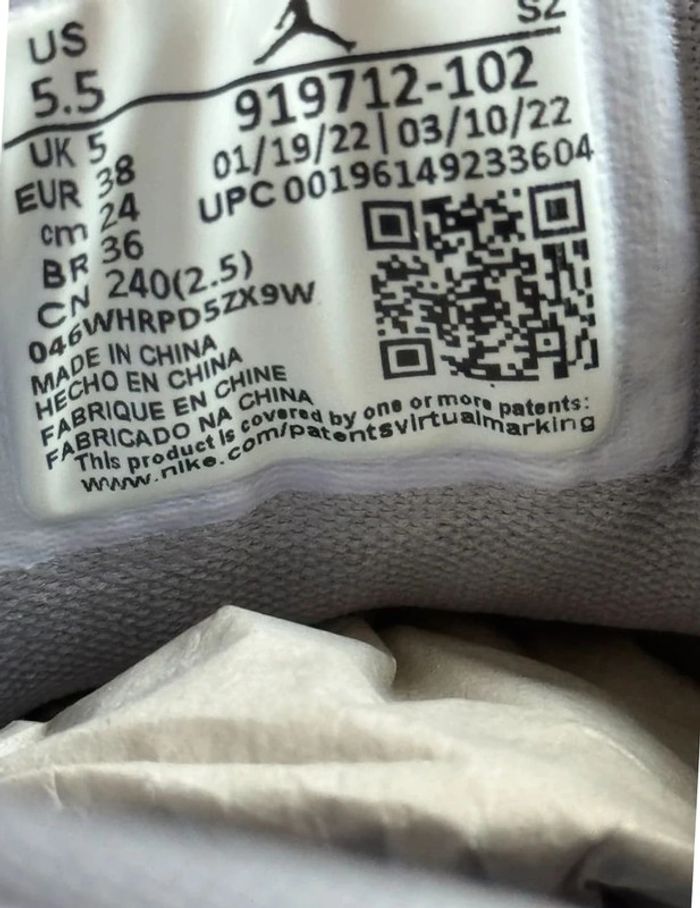 US
5.5
UK 5
EUR 38
cm 24
BR 36
CN 240(2.5)
SZ
919712-102
01/19/22 | 03/10/22
UPC 00196149233604
046WHRPD5ZX9W
MADE IN CHINA
HECHO EN CHINA
FABRIQUE EN CHINE
FABRICADO NA CHINA
This product is covered by one or more patents:
www.nike.com/patentsvirtualmarking